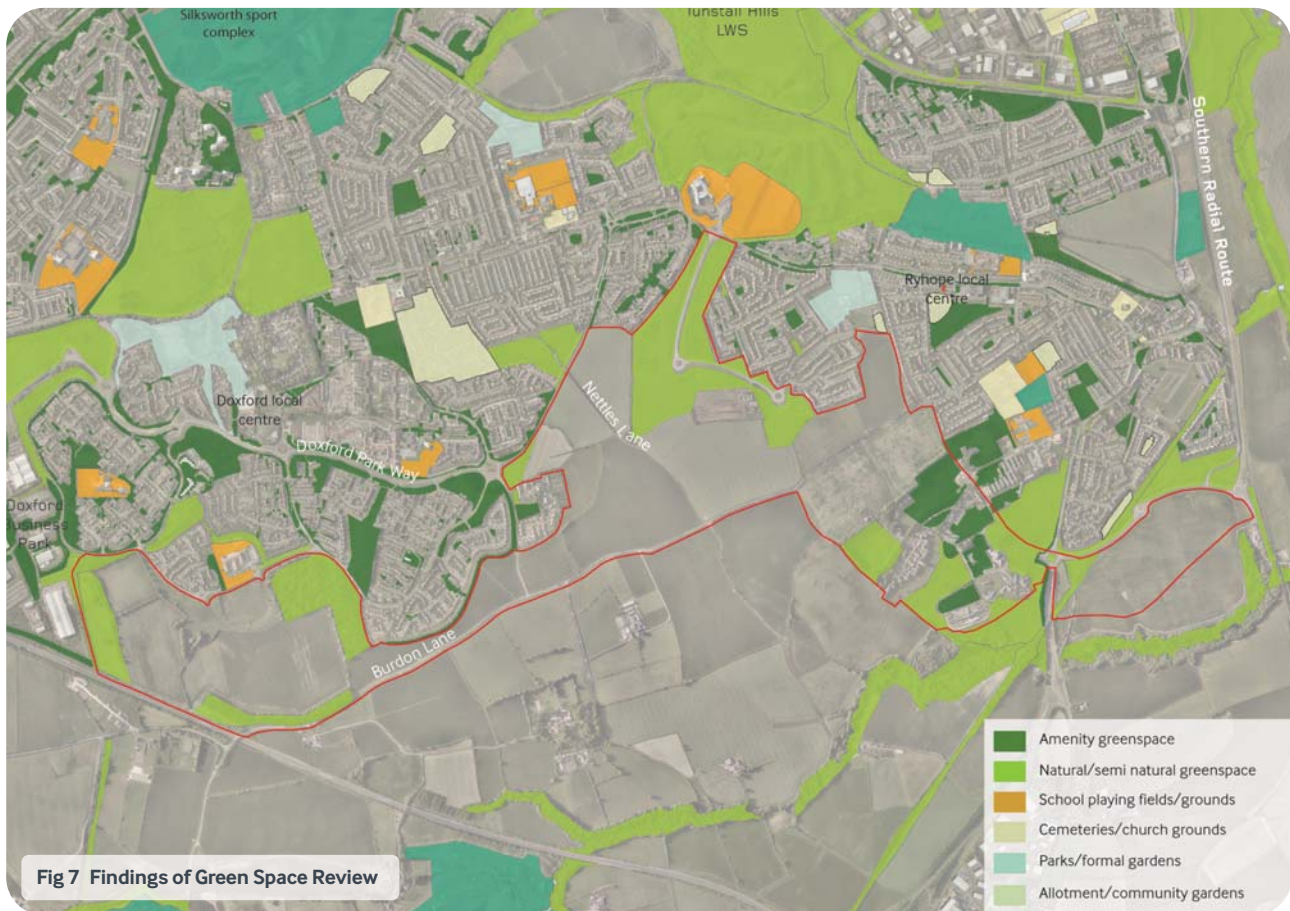 Silksworth sport
complex
Tunstall Hills
LWS
Southern Radial Route
Ryhope local
centre
Nettles Lane
Doxford local
centre
Doxford Park Way
Doxford
Business
Park
Burdon Lane
Amenity greenspace
Natural/semi natural greenspace
School playing fields/grounds
Cemeteries/church grounds
Parks/formal gardens
Allotment/community gardens
Fig 7 Findings of Green Space Review